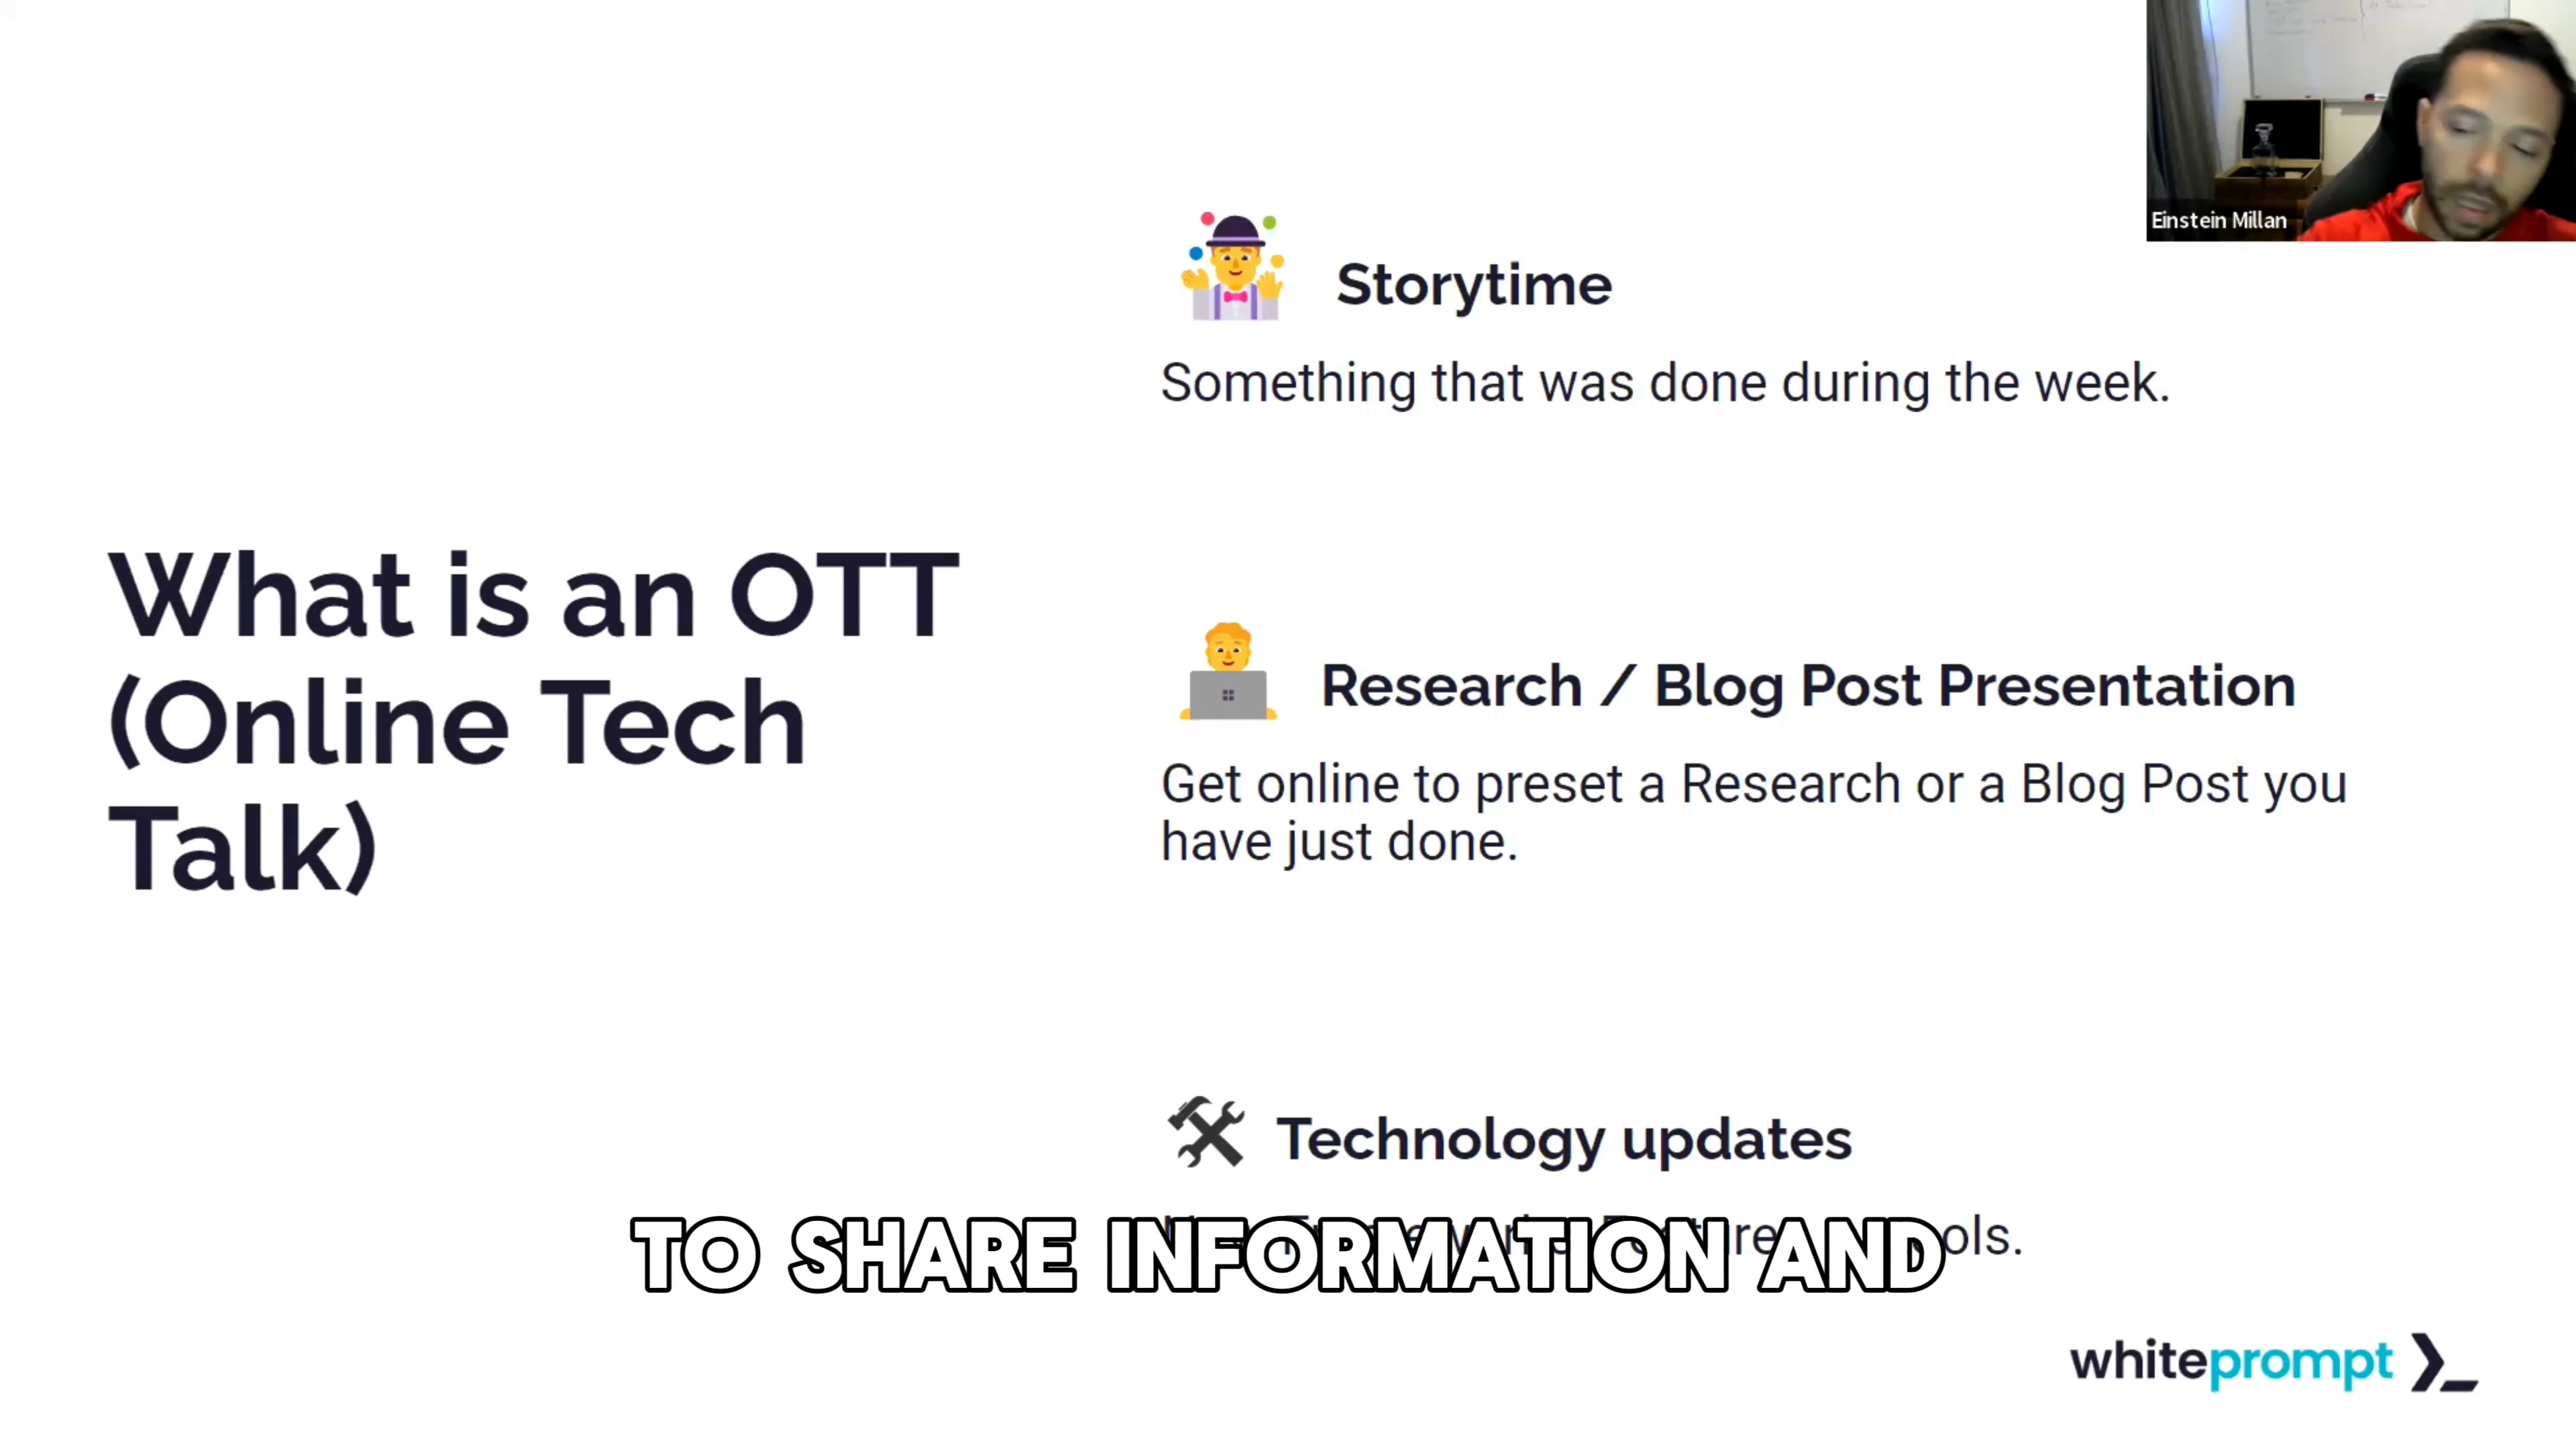 Einstein Millan
What is an OTT
(Online Tech
Talk)
Storytime
Something that was done during the week.
Research / Blog Post Presentation
Get online to preset a Research or a Blog Post you
have just done.
Technology updates
TO SHARE INFORMATION AND
whiteprompt